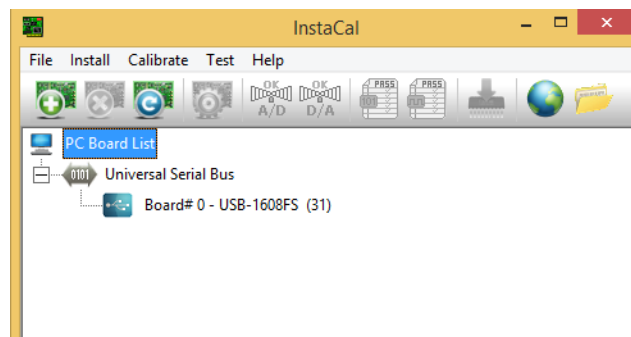 InstaCal
File Install Calibrate Test Help
OK OK PASS PASS
A/D D/A 101
PC Board List
0101 Universal Serial Bus
Board# 0 - USB-1608FS (31)